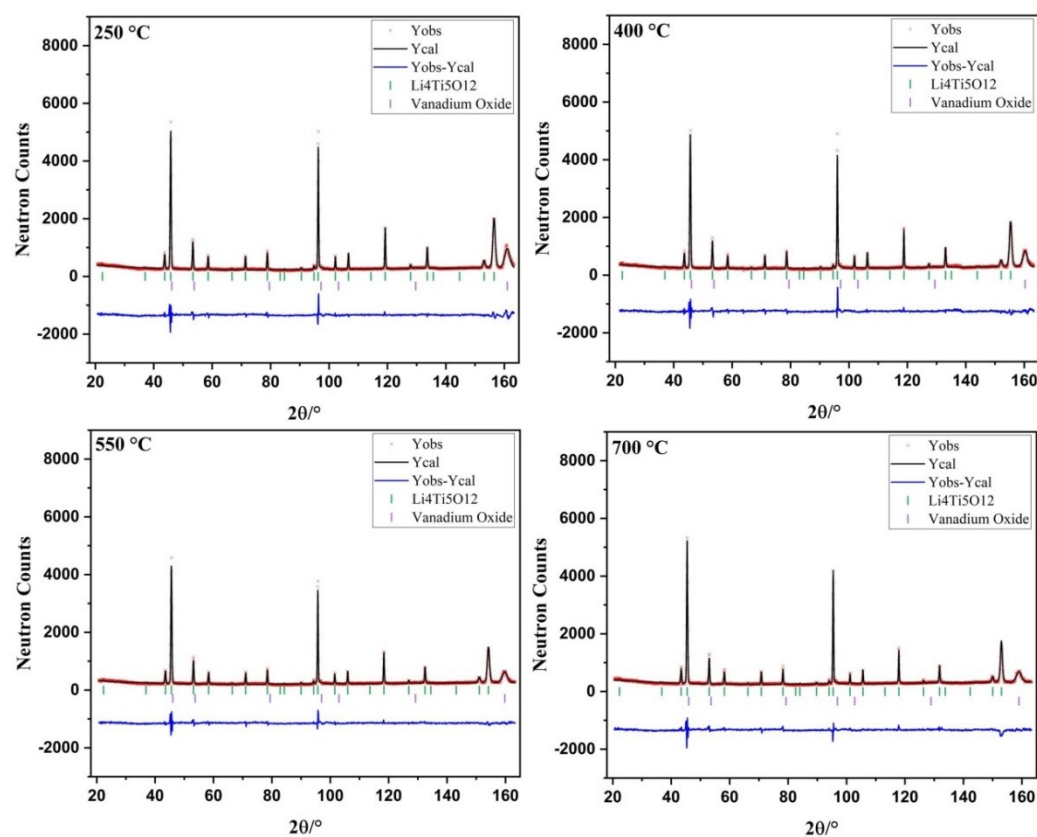 250 °C
Yobs
Ycal
Yobs-Ycal
Li4Ti5O12
Vanadium Oxide
8000
6000
4000
2000
0
-2000
Neutron Counts
20 40 60 80 100 120 140 160
2θ/°
400 °C
Yobs
Ycal
Yobs-Ycal
Li4Ti5O12
Vanadium Oxide
8000
6000
4000
2000
0
-2000
Neutron Counts
20 40 60 80 100 120 140 160
2θ/°
550 °C
Yobs
Ycal
Yobs-Ycal
Li4Ti5O12
Vanadium Oxide
8000
6000
4000
2000
0
-2000
Neutron Counts
20 40 60 80 100 120 140 160
2θ/°
700 °C
Yobs
Ycal
Yobs-Ycal
Li4Ti5O12
Vanadium Oxide
8000
6000
4000
2000
0
-2000
Neutron Counts
20 40 60 80 100 120 140 160
2θ/°